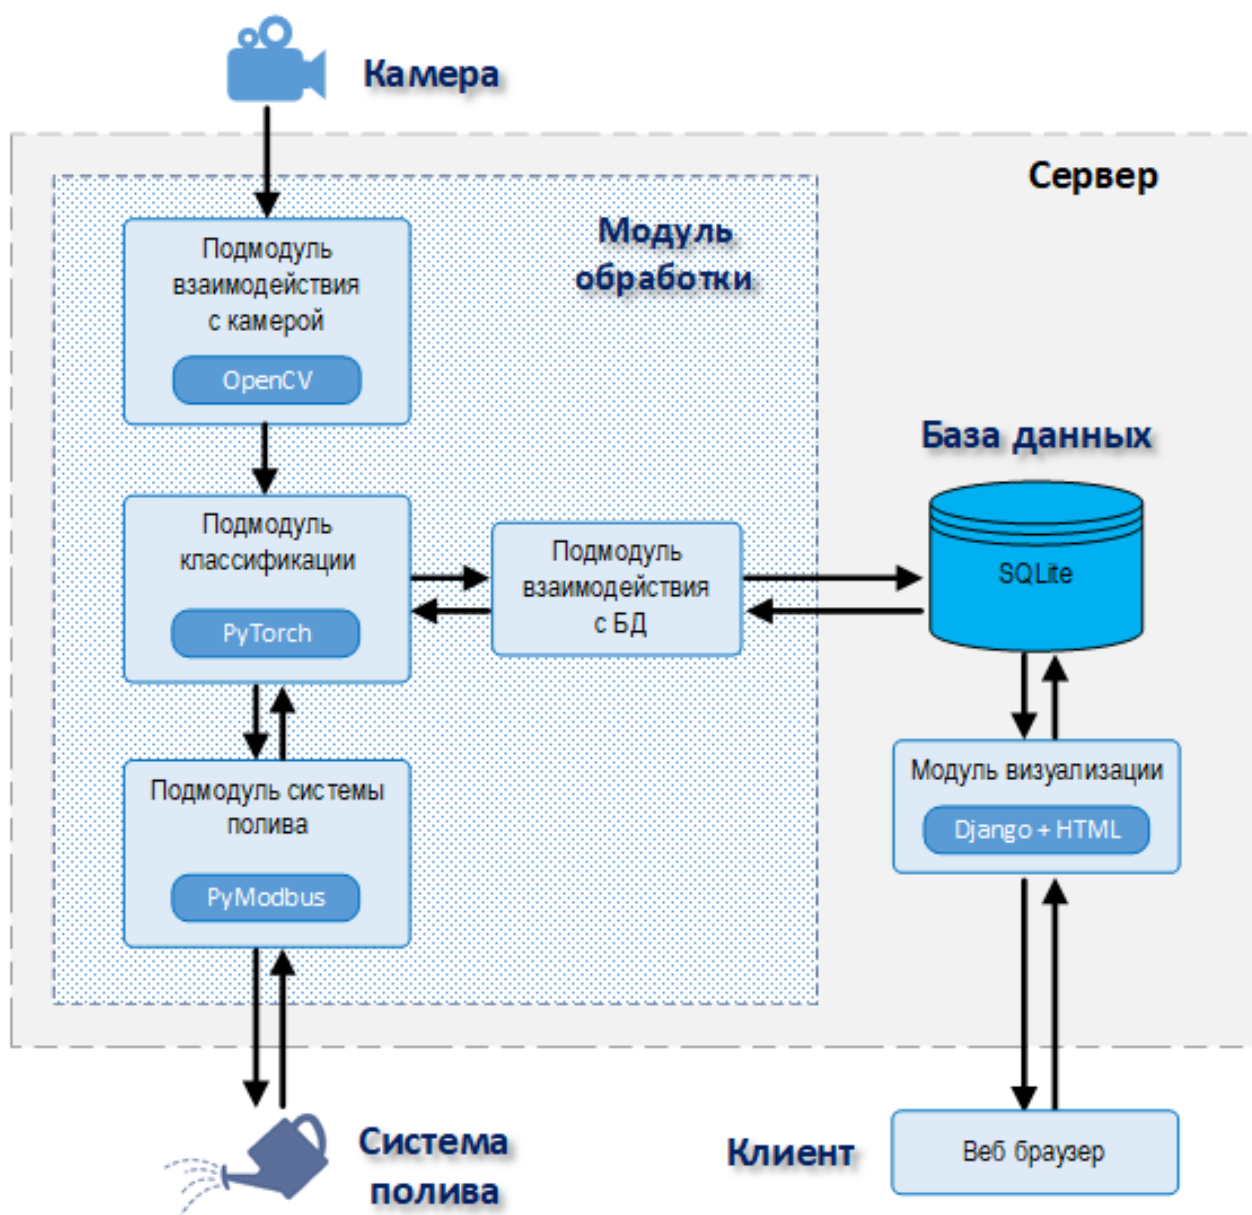 Камера
Сервер
Модуль
обработки
Подмодуль
взаимодействия
с камерой
OpenCV
База данных
Подмодуль
классификации
PyTorch
Подмодуль
взаимодействия
с БД
SQLite
Подмодуль системы
полива
PyModbus
Модуль визуализации
Django + HTML
Система
полива
Клиент
Веб браузер